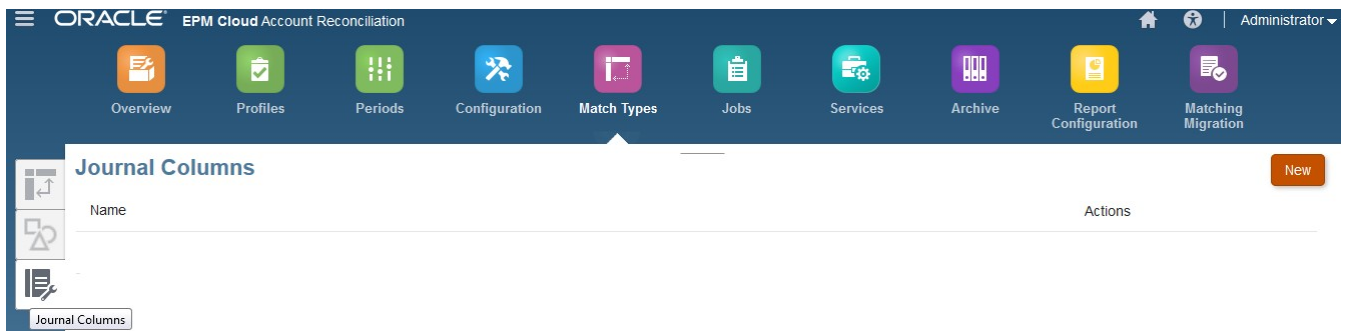 ORACLE® EPM Cloud Account Reconciliation Administrator
Overview Profiles Periods Configuration Match Types Jobs Services Archive Report Configuration Matching Migration
Journal Columns New
Name Actions
Journal Columns